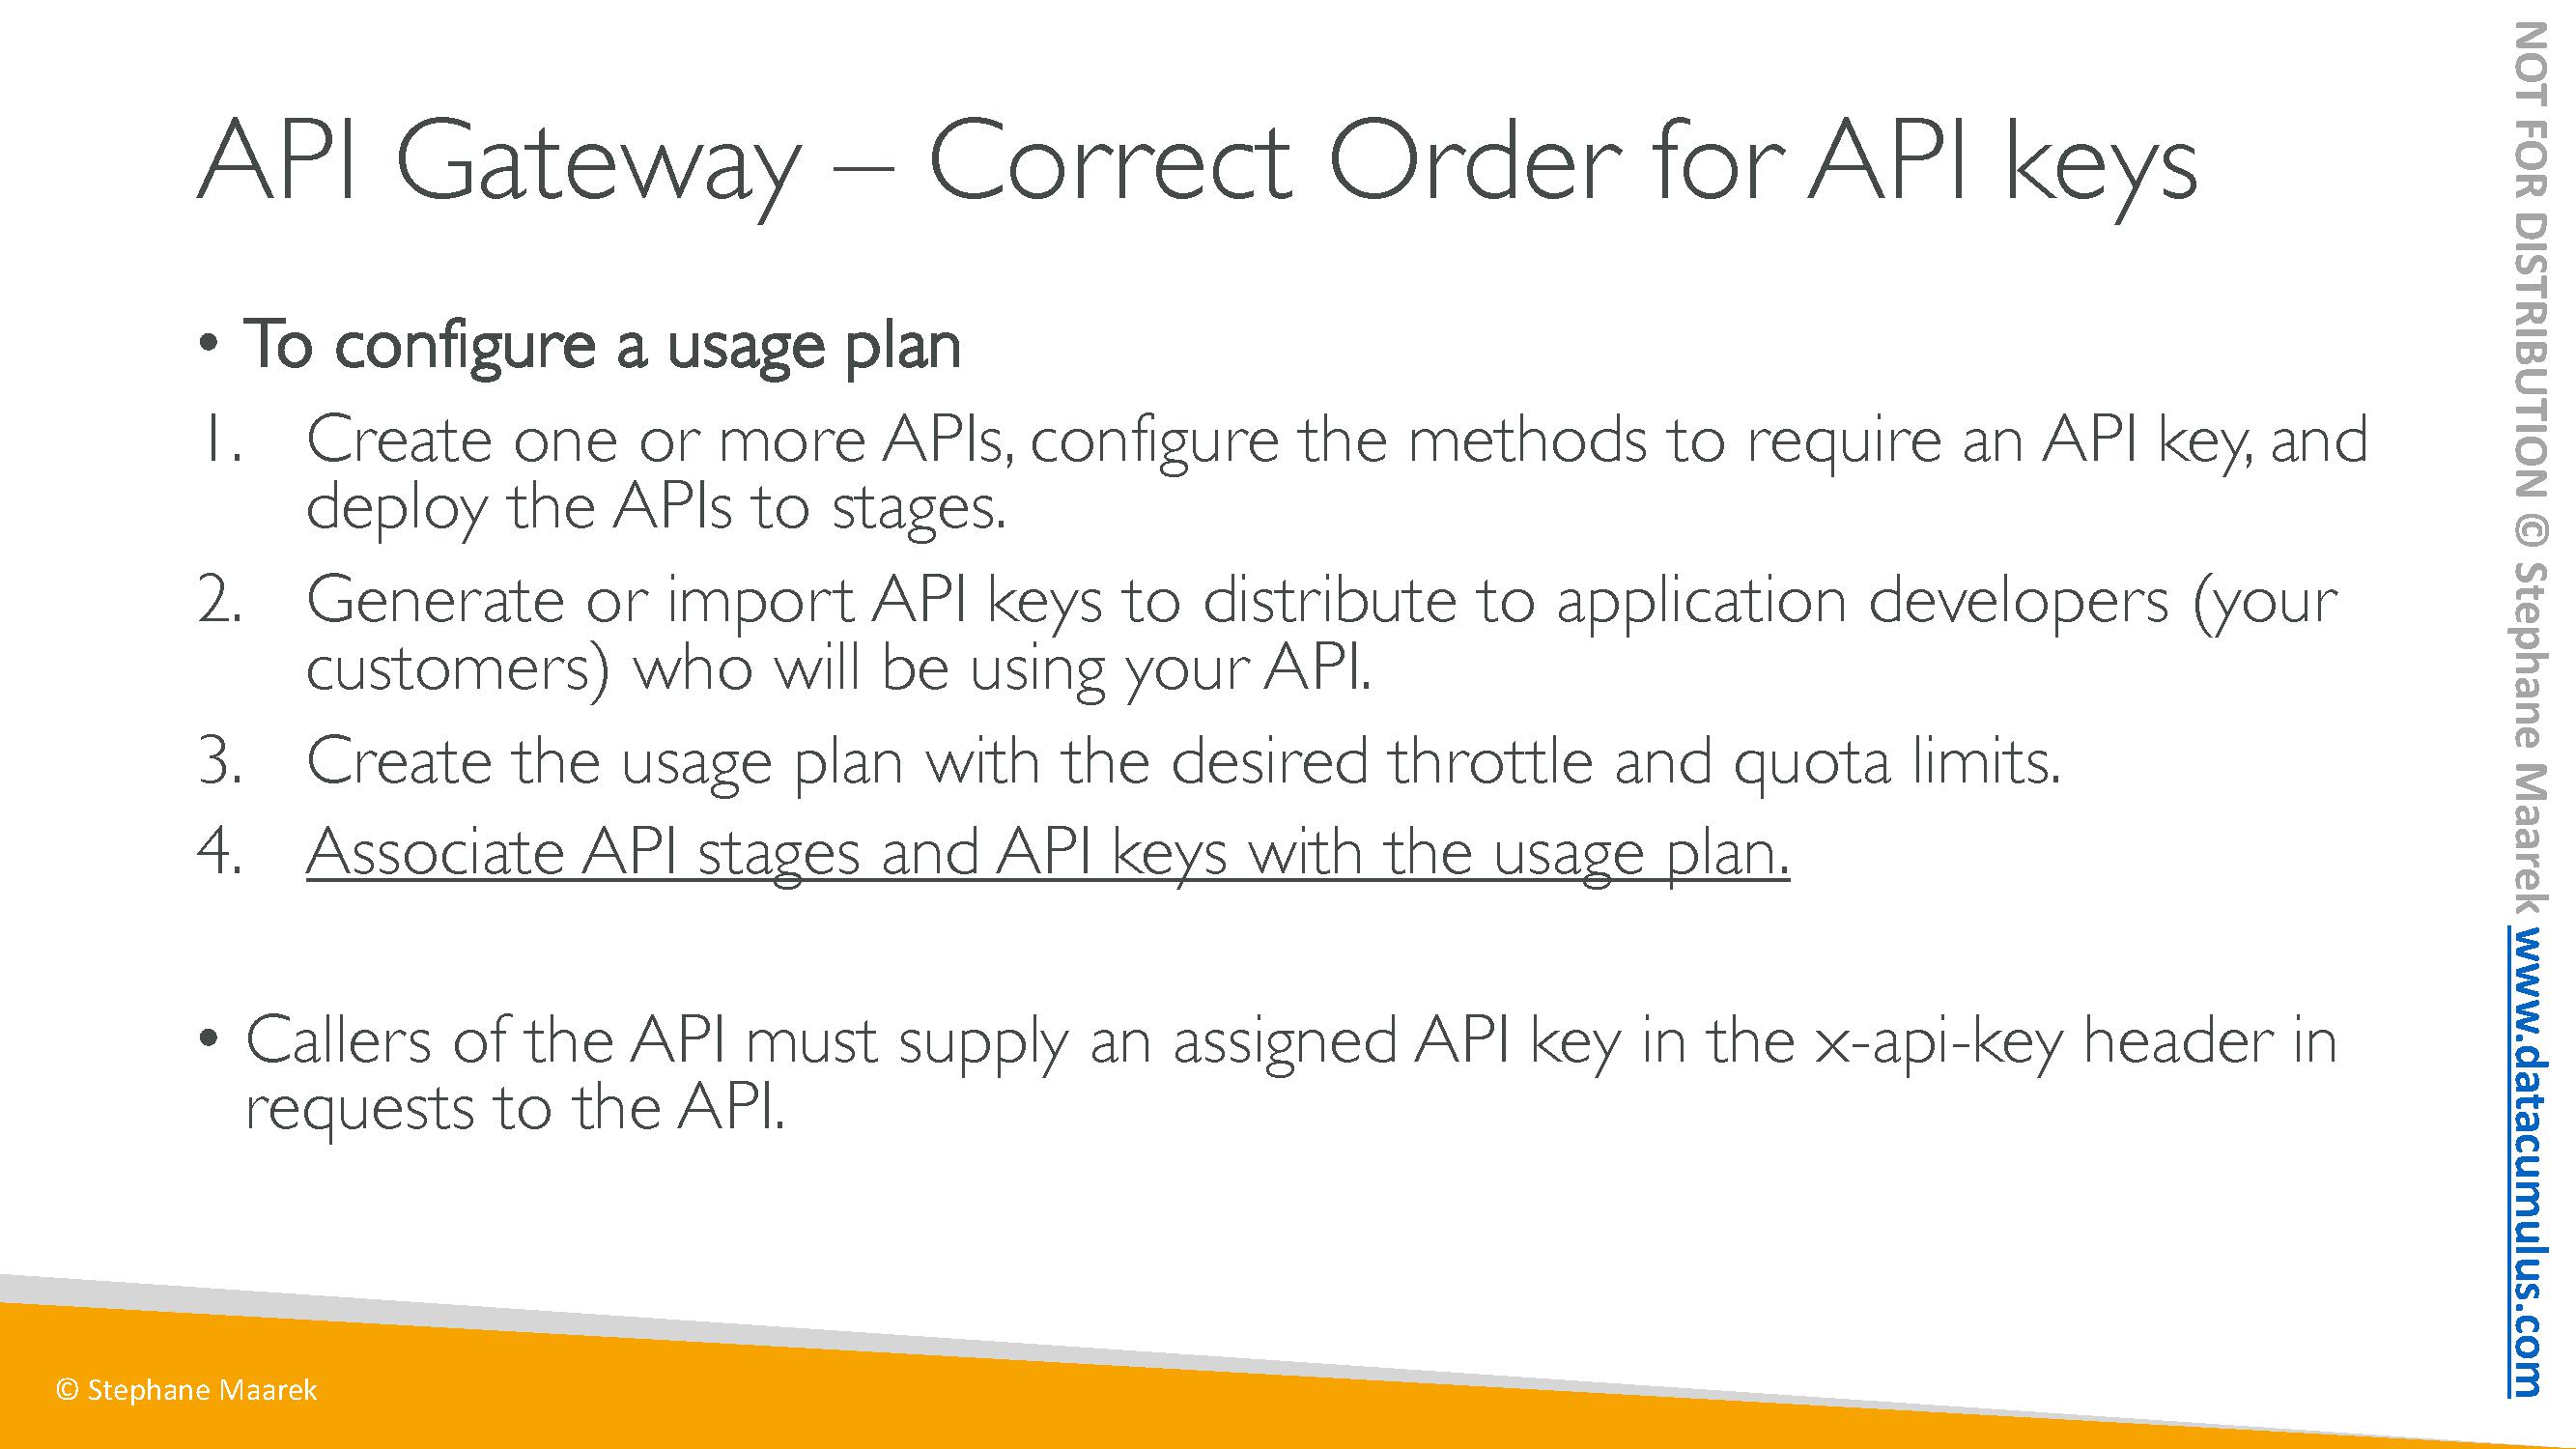 API Gateway – Correct Order for API keys
• To configure a usage plan
1. Create one or more APIs, configure the methods to require an API key, and
deploy the APIs to stages.
2. Generate or import API keys to distribute to application developers (your
customers) who will be using your API.
3. Create the usage plan with the desired throttle and quota limits.
4. Associate API stages and API keys with the usage plan.
• Callers of the API must supply an assigned API key in the x-api-key header in
requests to the API.
© Stephane Maarek
NOT FOR DISTRIBUTION © Stephane Maarek www.datacumulus.com